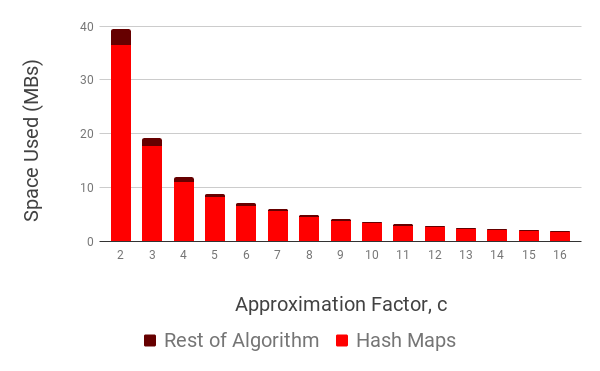 Space Used (MBs)
40
30
20
10
0
2 3 4 5 6 7 8 9 10 11 12 13 14 15 16
Approximation Factor, c
Rest of Algorithm Hash Maps